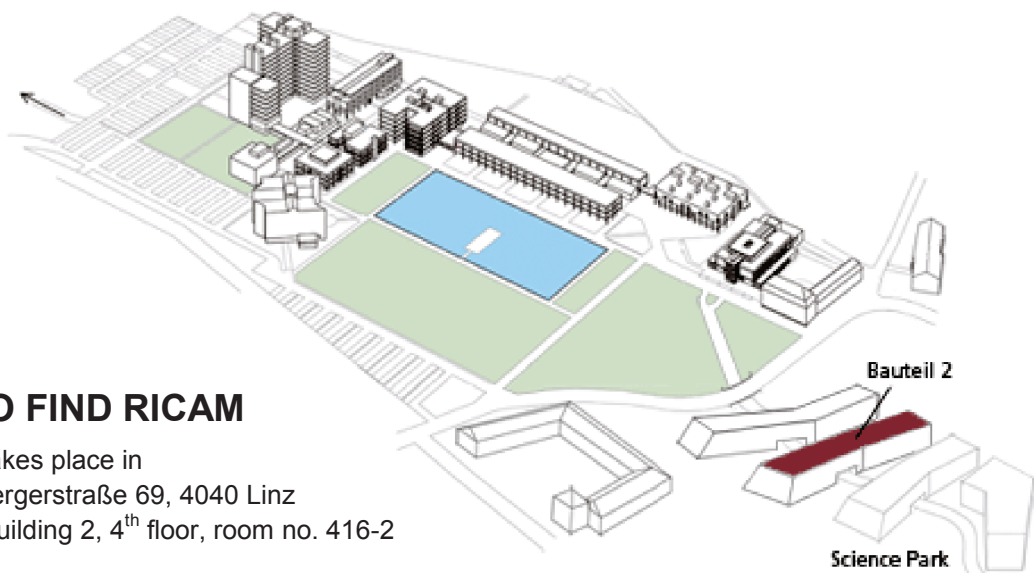 Bauteil 2
O FIND RICAM
akes place in
ergerstraße 69, 4040 Linz
uilding 2, 4th floor, room no. 416-2
Science Park